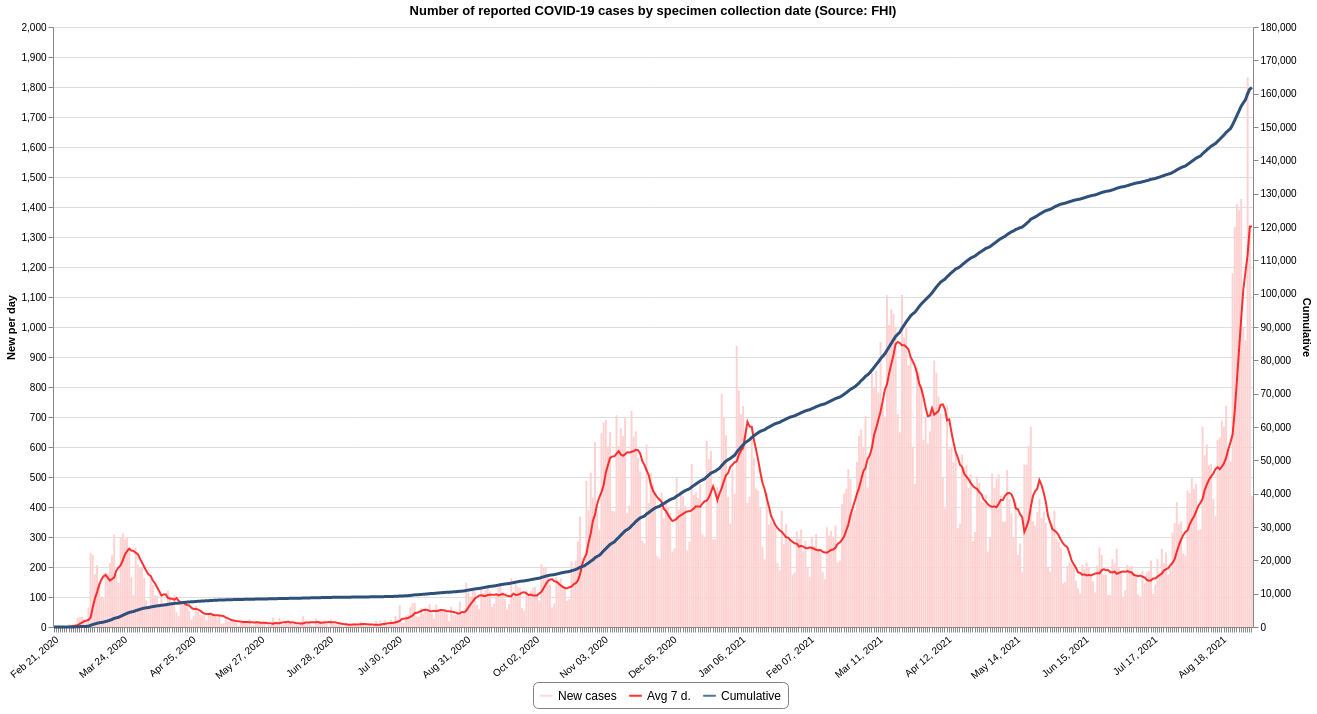 Number of reported COVID-19 cases by specimen collection date (Source: FHI)
New per day
2,000
1,900
1,800
1,700
1,600
1,500
1,400
1,300
1,200
1,100
1,000
900
800
700
600
500
400
300
200
100
0
180,000
170,000
160,000
150,000
140,000
130,000
120,000
110,000
100,000
90,000
80,000
70,000
60,000
50,000
40,000
30,000
20,000
10,000
0
Cumulative
Feb 21, 2020
Mar 24, 2020
Apr 25, 2020
May 27, 2020
Jun 28, 2020
Jul 30, 2020
Aug 31, 2020
Oct 02, 2020
Nov 03, 2020
Dec 05, 2020
Jan 06, 2021
Feb 07, 2021
Mar 11, 2021
Apr 12, 2021
May 14, 2021
Jun 15, 2021
Jul 17, 2021
Aug 18, 2021
New cases Avg 7 d. Cumulative